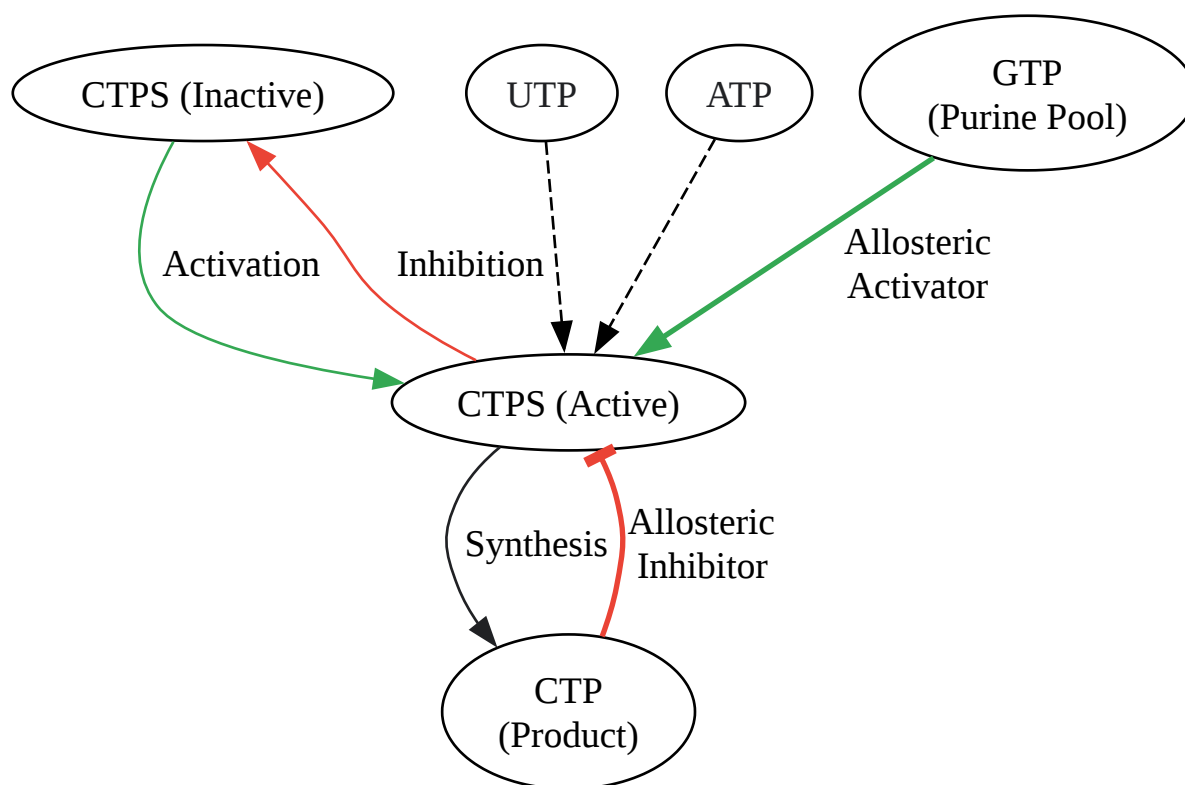 CTPS (Inactive)
UTP
ATP
GTP
(Purine Pool)
Activation
Inhibition
Allosteric
Activator
CTPS (Active)
Synthesis
Allosteric
Inhibitor
CTP
(Product)